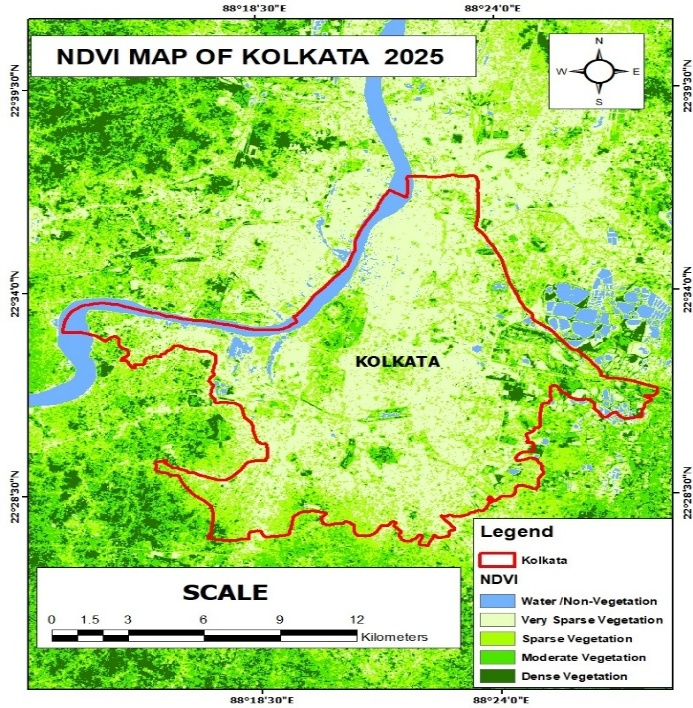 88°18'30"E 88°24'0"E
NDVI MAP OF KOLKATA 2025
N
W E
S
22°39'30"N 22°39'30"N
22°34'0"N 22°34'0"N
KOLKATA
22°28'30"N 22°28'30"N
Legend
Kolkata
NDVI
Water /Non-Vegetation
Very Sparse Vegetation
Sparse Vegetation
Moderate Vegetation
Dense Vegetation
SCALE
0 1.5 3 6 9 12
Kilometers
88°18'30"E 88°24'0"E